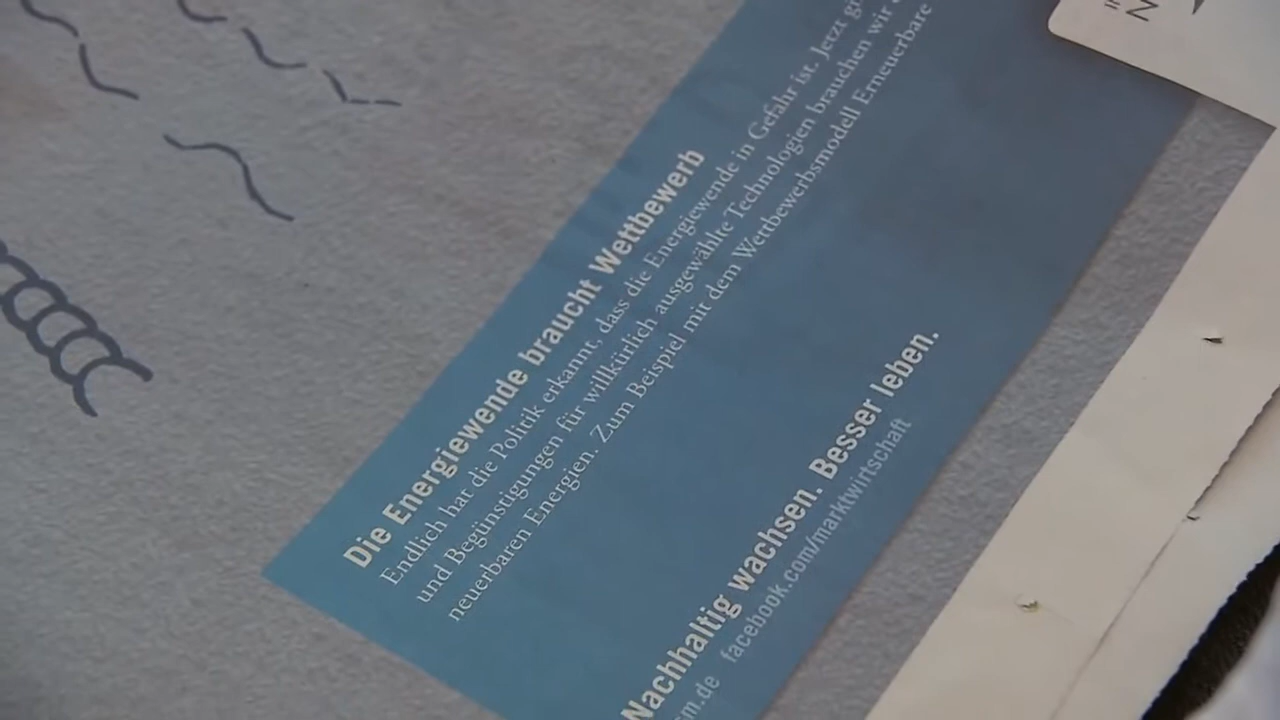 Die Energiewende braucht Wettbewerb
Endlich hat die Politik erkannt, dass die Energiewende in Gefahr ist. Jetzt
und Begünstigungen für willkürlich ausgewählte Technologien brauchen wir
neuerbaren Energien. Zum Beispiel mit dem Wettbewerbsmodell Erneuerbare
Nachhaltig wachsen. Besser leben.
sm.de facebook.com/marktwirtschaft